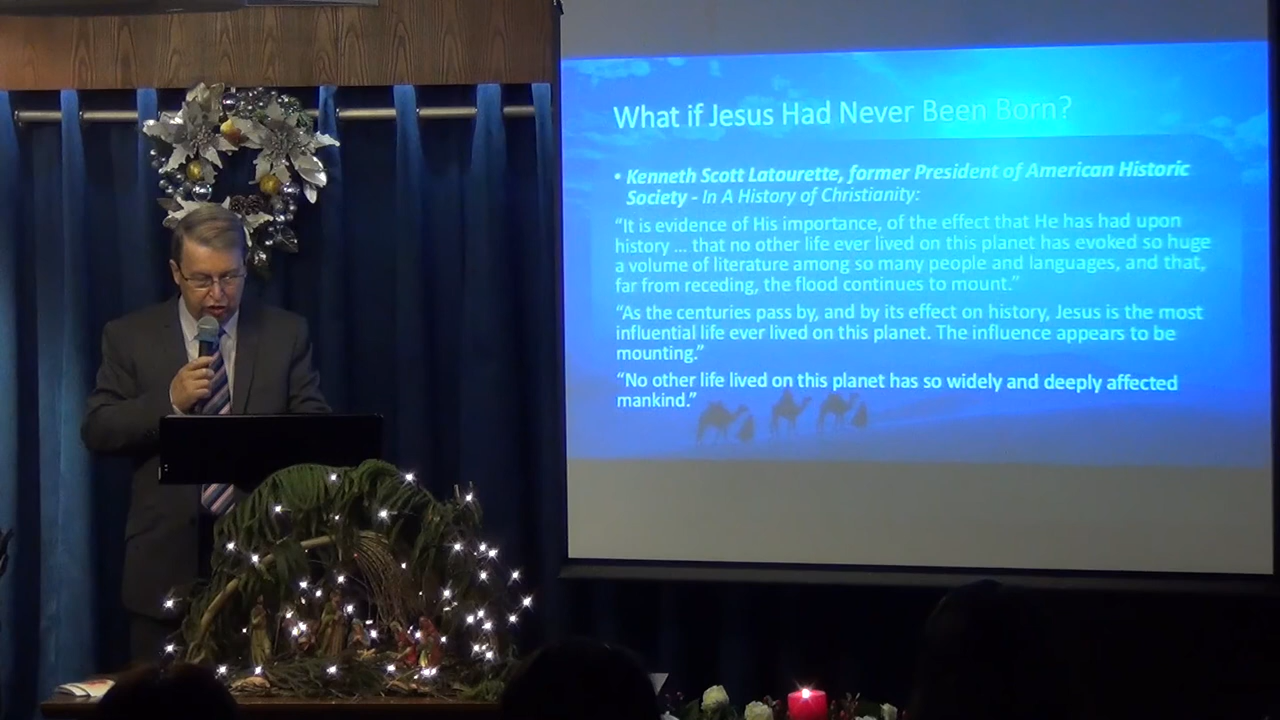 What if Jesus Had Never Been Born?
• Kenneth Scott Latourette, former President of American Historic
Society - In A History of Christianity:
“It is evidence of His importance, of the effect that He has had upon
history ... that no other life ever lived on this planet has evoked so huge
a volume of literature among so many people and languages, and that,
far from receding, the flood continues to mount.”
“As the centuries pass by, and by its effect on history, Jesus is the most
influential life ever lived on this planet. The influence appears to be
mounting.”
“No other life lived on this planet has so widely and deeply affected
mankind.”